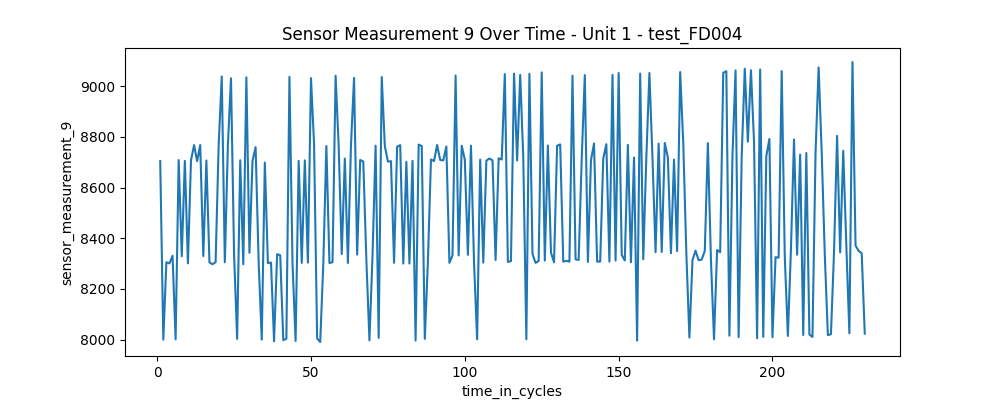 Sensor Measurement 9 Over Time - Unit 1 - test_FD004
sensor_measurement_9
9000
8800
8600
8400
8200
8000
0 50 100 150 200
time_in_cycles